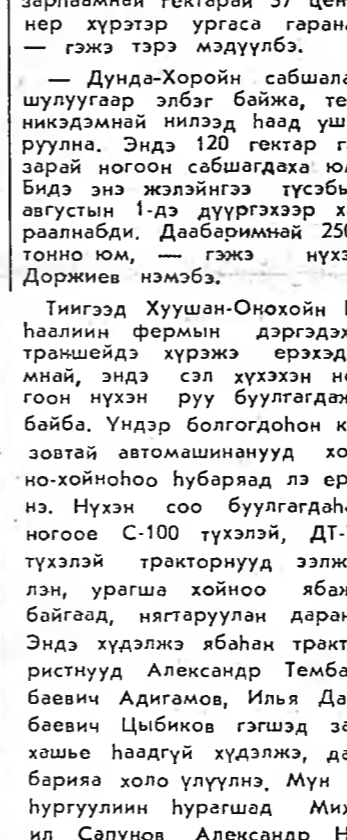 зарһаамнай гектарай 37 цен
нер хүрэтэр ургаса гаран
— гэжэ тэрэ мэдүүлбэ.
— Дунда-Хоройн сабшала
шулуугаар элбэг байжа, те
никэдэмнай нилээд һаад уш
руулна. Эндэ 120 гектар г
зарай ногоон сабшагдаха юм
Бидэ энэ жэлэйнгээ түсэбы
августын 1-дэ дүүргэхээр х
раалнабди. Даабаримнай 250
тонно юм, — гэжэ нүхэ
Доржиев нэмэбэ.
Тиигээд Хуушан-Онохойн
һаалиин фермын дэргэдэх
траншейдэ хүрэжэ ерэхэд
мнай, эндэ сэл хүхэхэн но
гоон нүхэн руу буулгагдаж
байба. Үндэр болгогдоһон к
зовтай автомашинанууд хо
но-хойноһоо һубаряад лэ ер
нэ. Нүхэн соо буулгагдаһ
ногоое С-100 түхэлэй, ДТ-
түхэлэй тракторнууд ээлж
лэн, урагша хойноо ябаж
байгаад, нягтаруулан даран
Эндэ хүдэлжэ ябаһан тракт
ристнууд Александр Темба
баевич Адигамов, Илья Да
баевич Цыбиков гэгшэд за
хашье һаадгүй хүдэлжэ, да
барияа холо үлүүлнэ. Мүн
һургуулиин һурагшад Мих
ил Сапунов, Александр Н